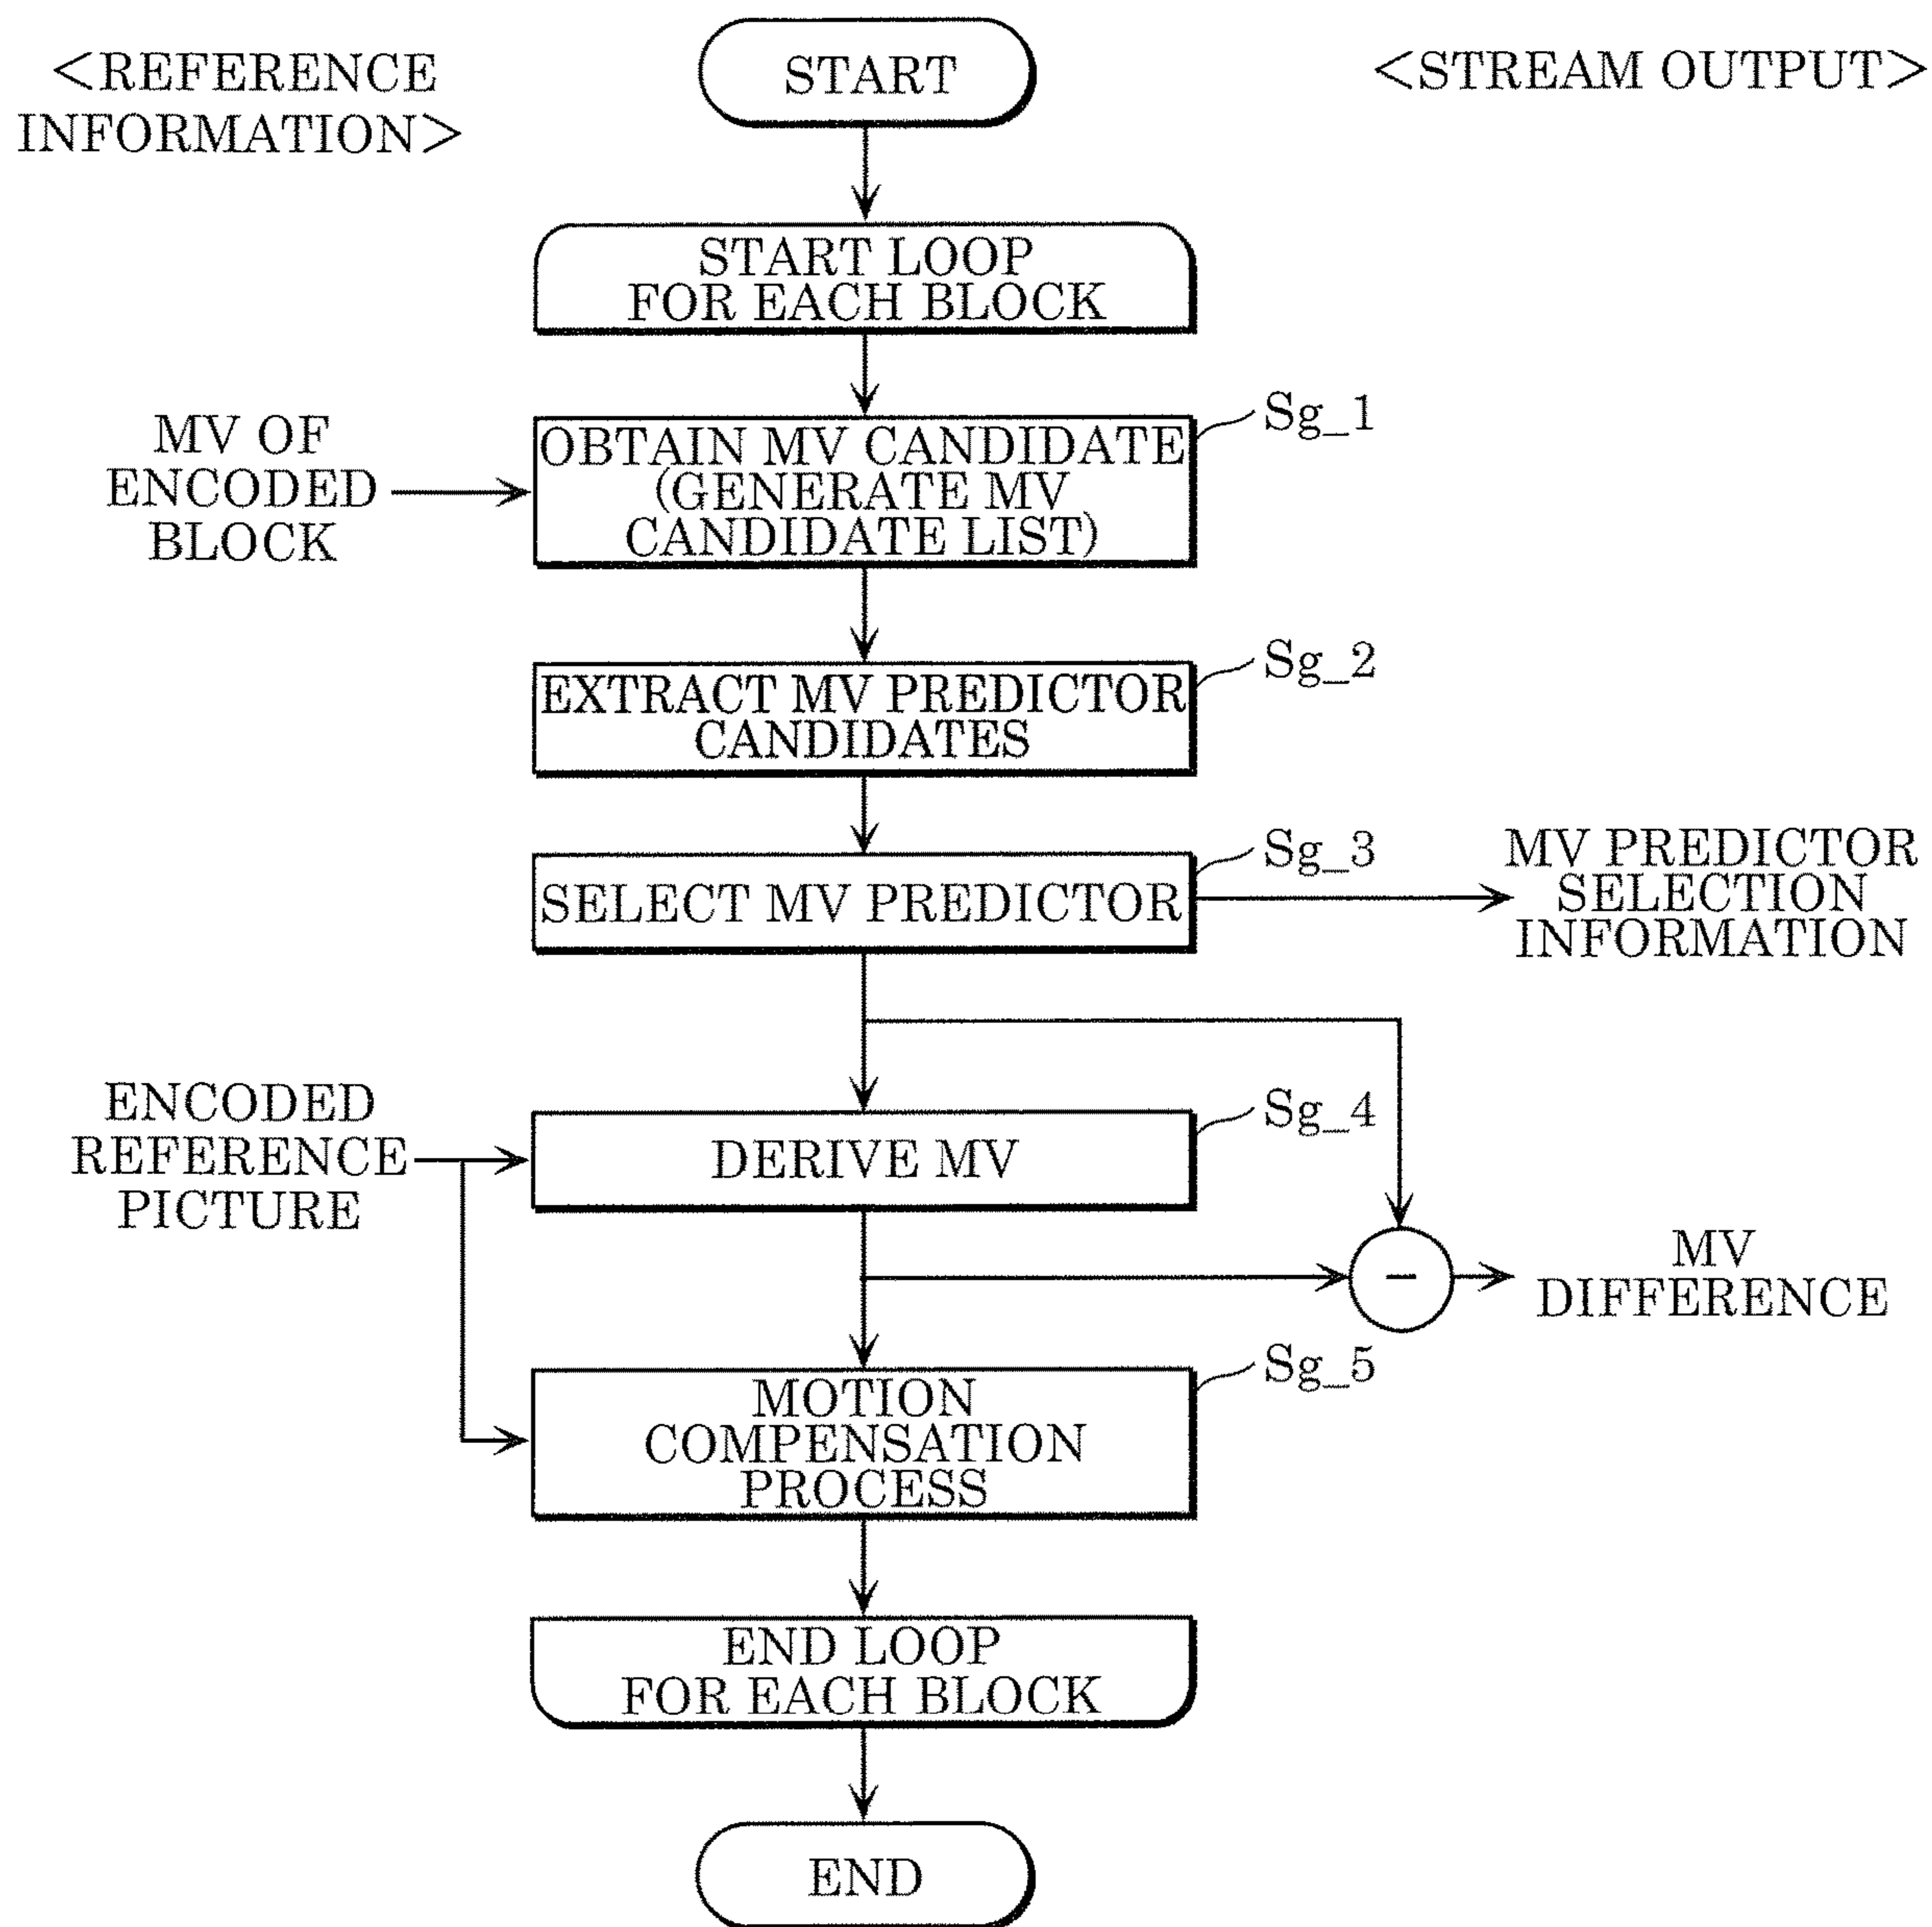 <REFERENCE
INFORMATION>
START
<STREAM OUTPUT>
START LOOP
FOR EACH BLOCK
MV OF
ENCODED
BLOCK
OBTAIN MV CANDIDATE
(GENERATE MV
CANDIDATE LIST)
Sg_1
EXTRACT MV PREDICTOR
CANDIDATES
Sg_2
SELECT MV PREDICTOR
Sg_3
MV PREDICTOR
SELECTION
INFORMATION
ENCODED
REFERENCE
PICTURE
DERIVE MV
Sg_4
−
MV
DIFFERENCE
MOTION
COMPENSATION
PROCESS
Sg_5
END LOOP
FOR EACH BLOCK
END